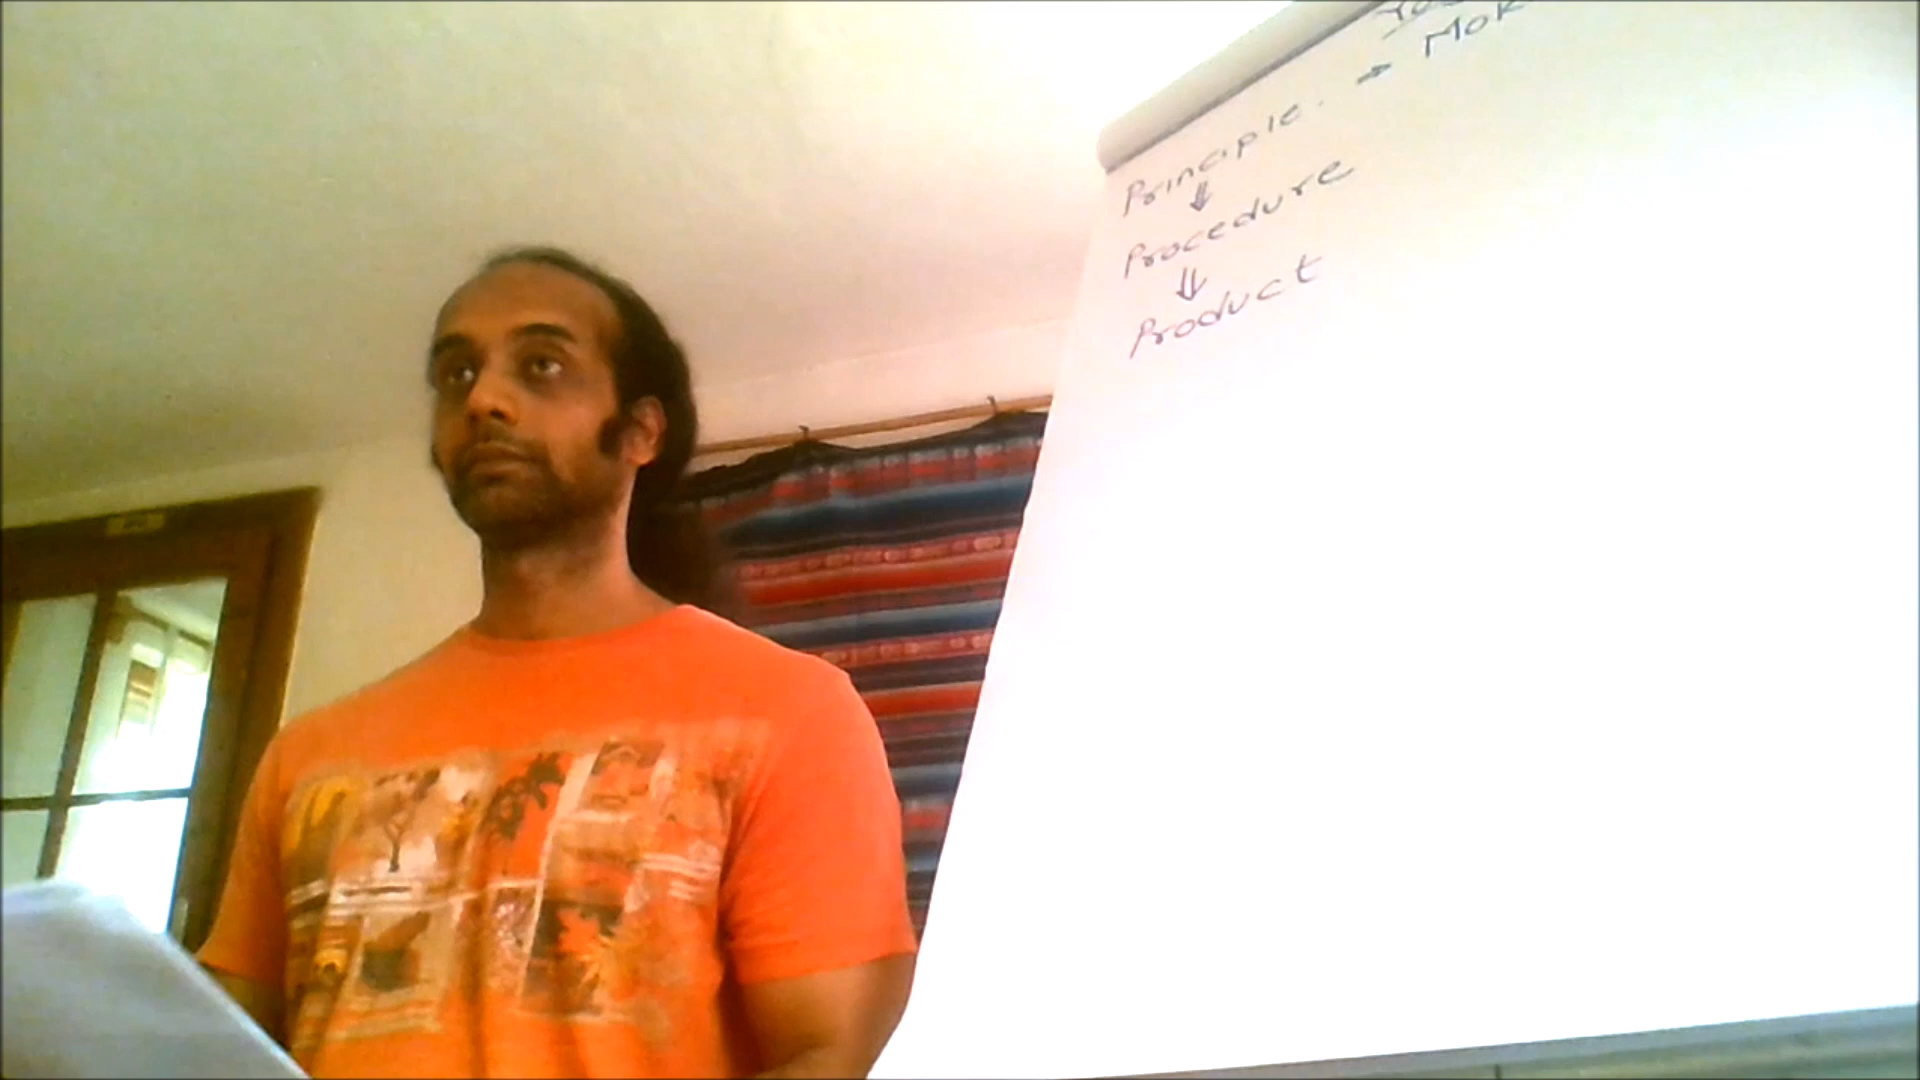 Principle. →
⇓
Procedure
⇓
Product